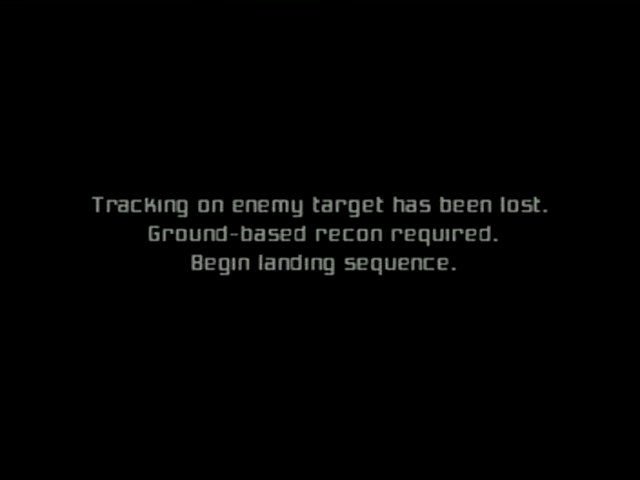 Tracking on enemy target has been lost.
Ground-based recon required.
Begin landing sequence.